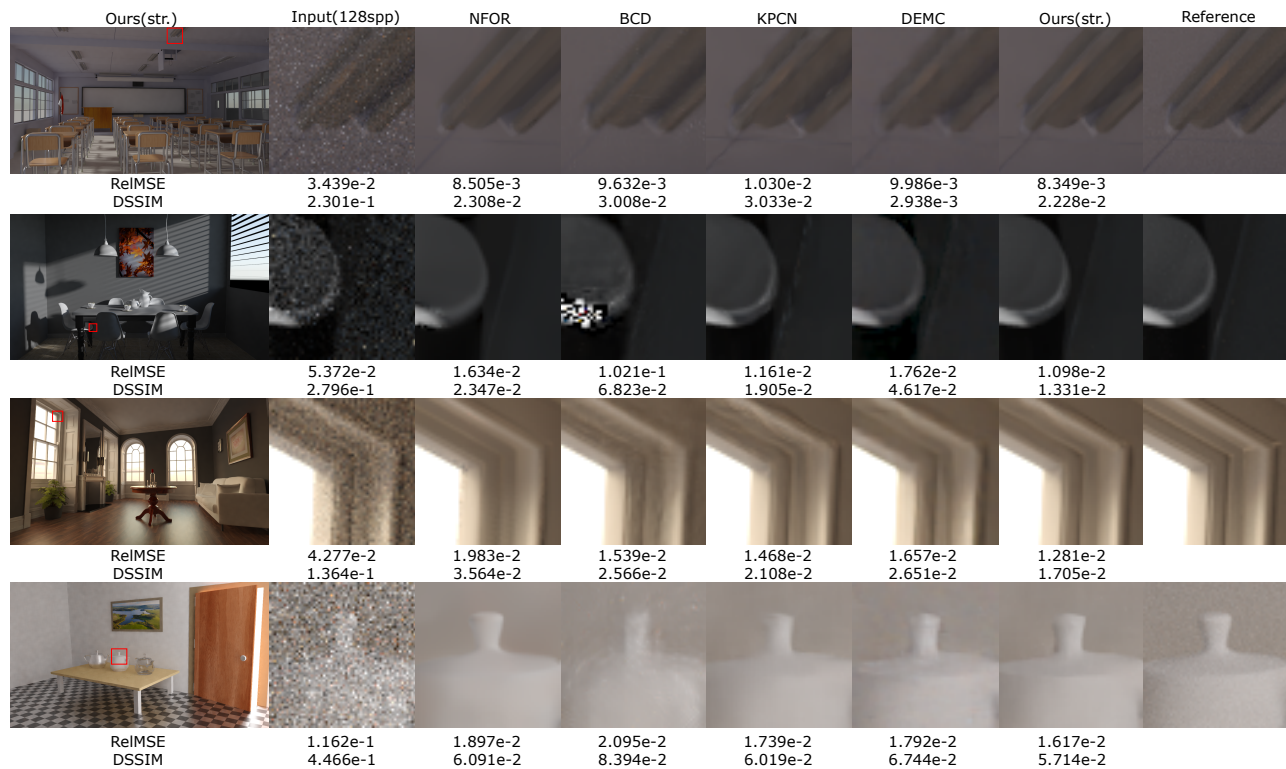 Ours(str.) Input(128spp) NFOR BCD KPCN DEMC Ours(str.) Reference
RelMSE 3.439e-2 8.505e-3 9.632e-3 1.030e-2 9.986e-3 8.349e-3
DSSIM 2.301e-1 2.308e-2 3.008e-2 3.033e-2 2.938e-3 2.228e-2
RelMSE 5.372e-2 1.634e-2 1.021e-1 1.161e-2 1.762e-2 1.098e-2
DSSIM 2.796e-1 2.347e-2 6.823e-2 1.905e-2 4.617e-2 1.331e-2
RelMSE 4.277e-2 1.983e-2 1.539e-2 1.468e-2 1.657e-2 1.281e-2
DSSIM 1.364e-1 3.564e-2 2.566e-2 2.108e-2 2.651e-2 1.705e-2
RelMSE 1.162e-1 1.897e-2 2.095e-2 1.739e-2 1.792e-2 1.617e-2
DSSIM 4.466e-1 6.091e-2 8.394e-2 6.019e-2 6.744e-2 5.714e-2